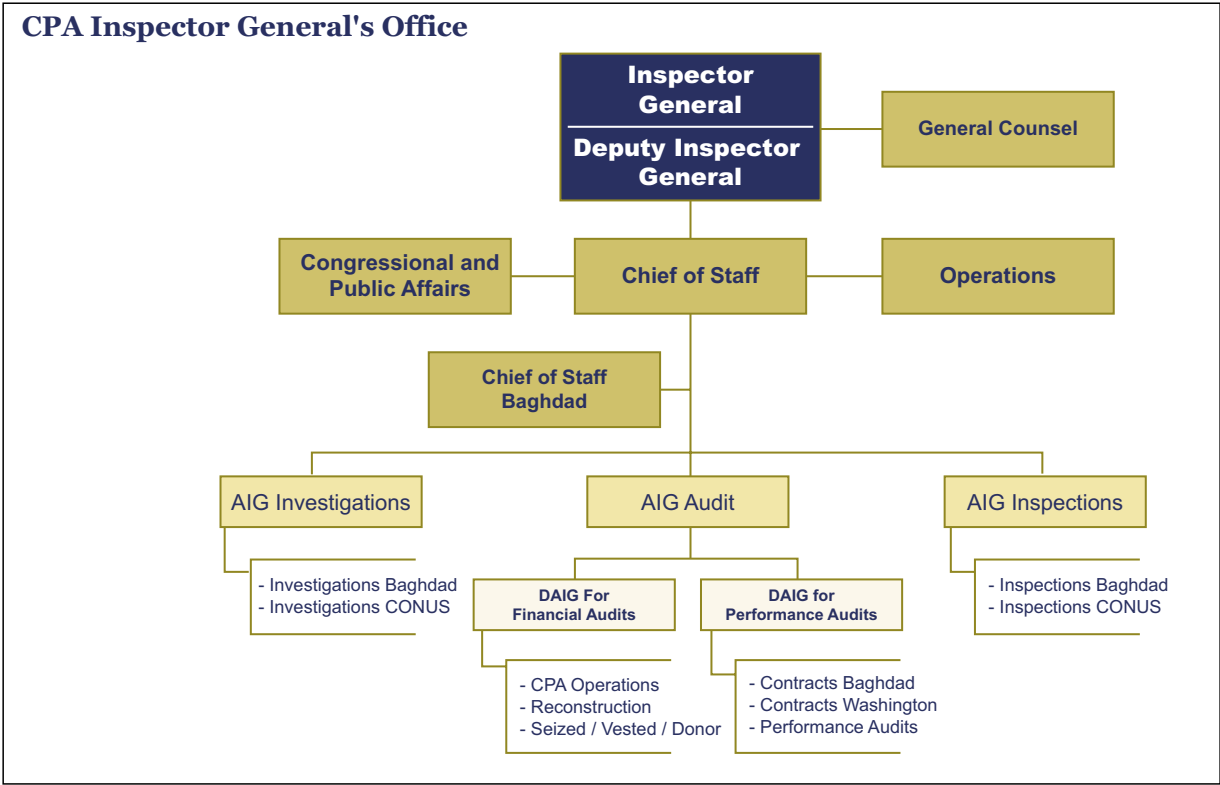 CPA Inspector General's Office
Inspector
General
Deputy Inspector
General
General Counsel
Congressional and
Public Affairs
Chief of Staff
Operations
Chief of Staff
Baghdad
AIG Investigations
AIG Audit
AIG Inspections
- Investigations Baghdad
- Investigations CONUS
DAIG For
Financial Audits
DAIG for
Performance Audits
- Inspections Baghdad
- Inspections CONUS
- CPA Operations
- Reconstruction
- Seized / Vested / Donor
- Contracts Baghdad
- Contracts Washington
- Performance Audits